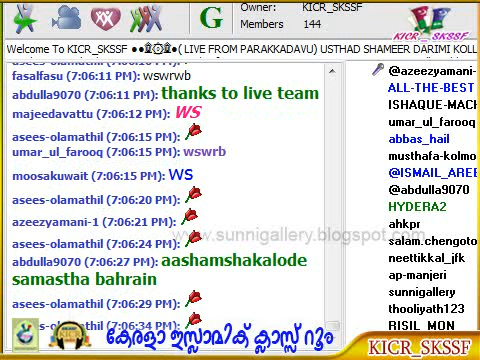 Owner: KICR_SKSSF
Members 144
KICR_SKSSF
Welcome To KICR_SKSSF ●●۩۞۩●( LIVE FROM PARAKKADAVU) USTHAD SHAMEER DARIMI KOLL
fasalfasu (7:06:11 PM): wswrwb
abdulla9070 (7:06:11 PM): thanks to live team
majeedavattu (7:06:12 PM): WS
asees-olamathil (7:06:15 PM):
umar_ul_farooq (7:06:15 PM): wswrb
moosakuwait (7:06:15 PM): WS
asees-olamathil (7:06:20 PM):
azeezyamani-1 (7:06:21 PM):
asees-olamathil (7:06:24 PM):
www.sunnigallery.blogspot.com
abdulla9070 (7:06:27 PM): aashamshakalode
samastha bahrain
asees-olamathil (7:06:29 PM):
asees-olamathil (7:06:34 PM):
@azeezyamani-
ALL-THE-BEST
ISHAQUE-MACH
umar_ul_farooq
abbas_hail
musthafa-kolmo
@ISMAIL_AREE
@abdulla9070
HYDERA2
ahkpr
salam.chengoto
neettikkal_jfk
ap-manjeri
sunnigallery
thooliyath123
RISIL_MON
കേരളാ ഇസ്ലാമിക് ക്ലാസ്സ് റൂം
KICR_SKSSF